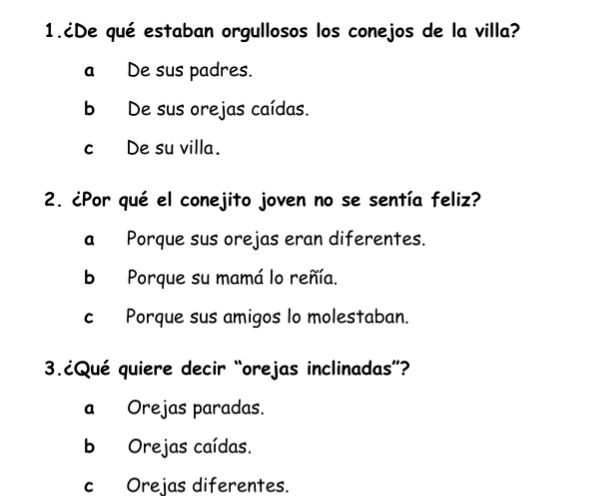 1.¿De qué estaban orgullosos los conejos de la villa?
a De sus padres.
b De sus orejas caídas.
c De su villa.
2. ¿Por qué el conejito joven no se sentía feliz?
a Porque sus orejas eran diferentes.
b Porque su mamá lo reñía.
c Porque sus amigos lo molestaban.
3.¿Qué quiere decir “orejas inclinadas”?
a Orejas paradas.
b Orejas caídas.
c Orejas diferentes.